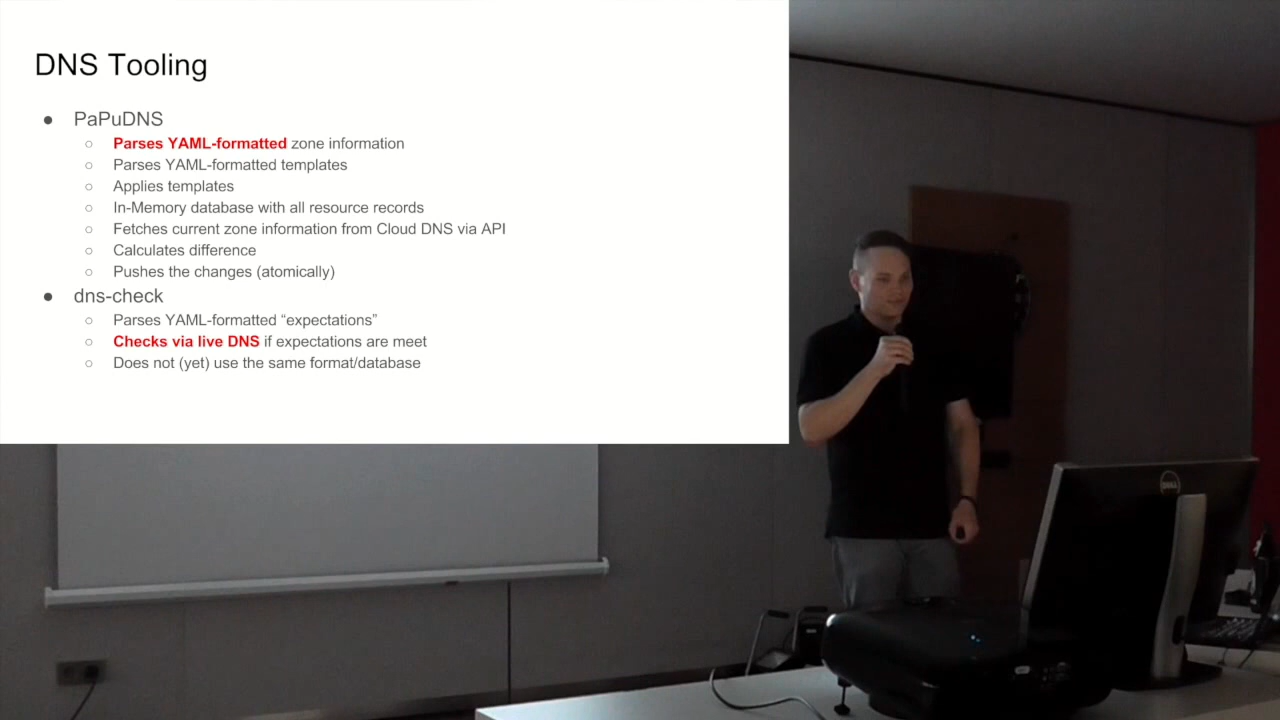 DNS Tooling
● PaPuDNS
○ Parses YAML-formatted zone information
○ Parses YAML-formatted templates
○ Applies templates
○ In-Memory database with all resource records
○ Fetches current zone information from Cloud DNS via API
○ Calculates difference
○ Pushes the changes (atomically)
● dns-check
○ Parses YAML-formatted “expectations”
○ Checks via live DNS if expectations are meet
○ Does not (yet) use the same format/database
DELL